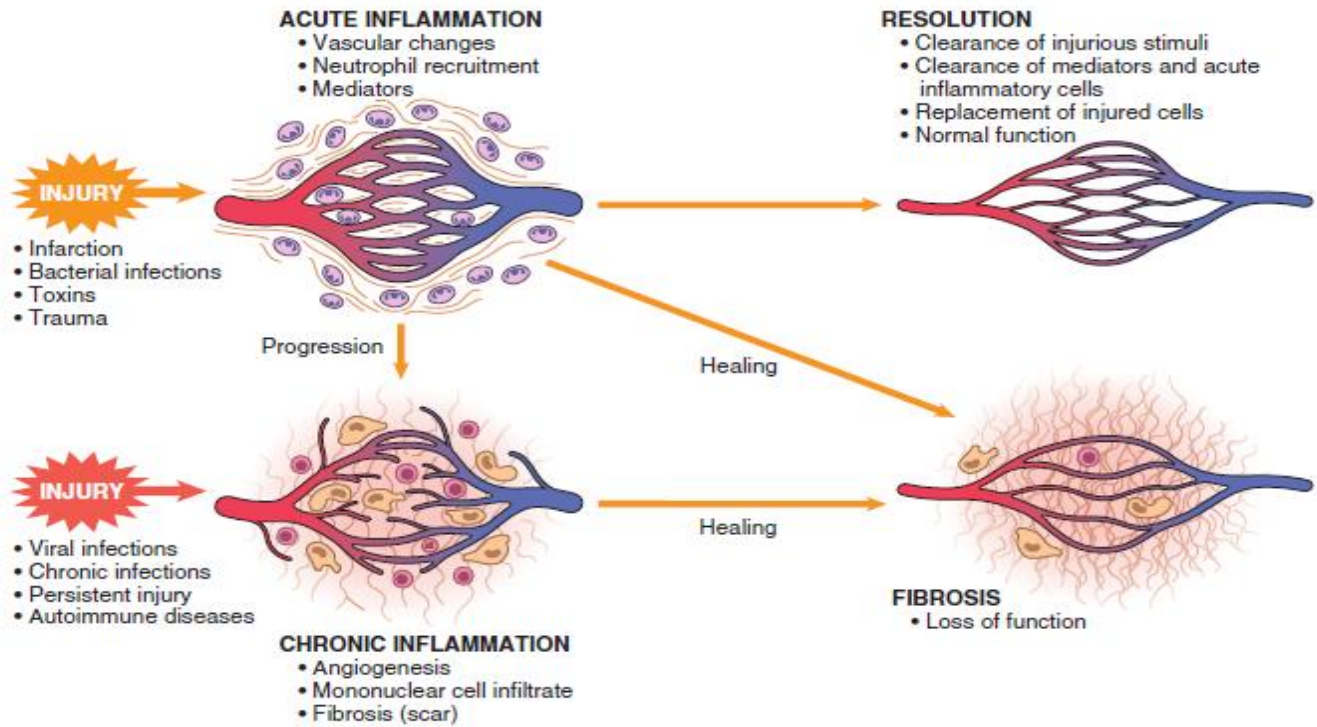 ACUTE INFLAMMATION
• Vascular changes
• Neutrophil recruitment
• Mediators
RESOLUTION
• Clearance of injurious stimuli
• Clearance of mediators and acute
inflammatory cells
• Replacement of injured cells
• Normal function
INJURY
• Infarction
• Bacterial infections
• Toxins
• Trauma
Progression
Healing
INJURY
• Viral infections
• Chronic infections
• Persistent injury
• Autoimmune diseases
Healing
CHRONIC INFLAMMATION
• Angiogenesis
• Mononuclear cell infiltrate
• Fibrosis (scar)
FIBROSIS
• Loss of function